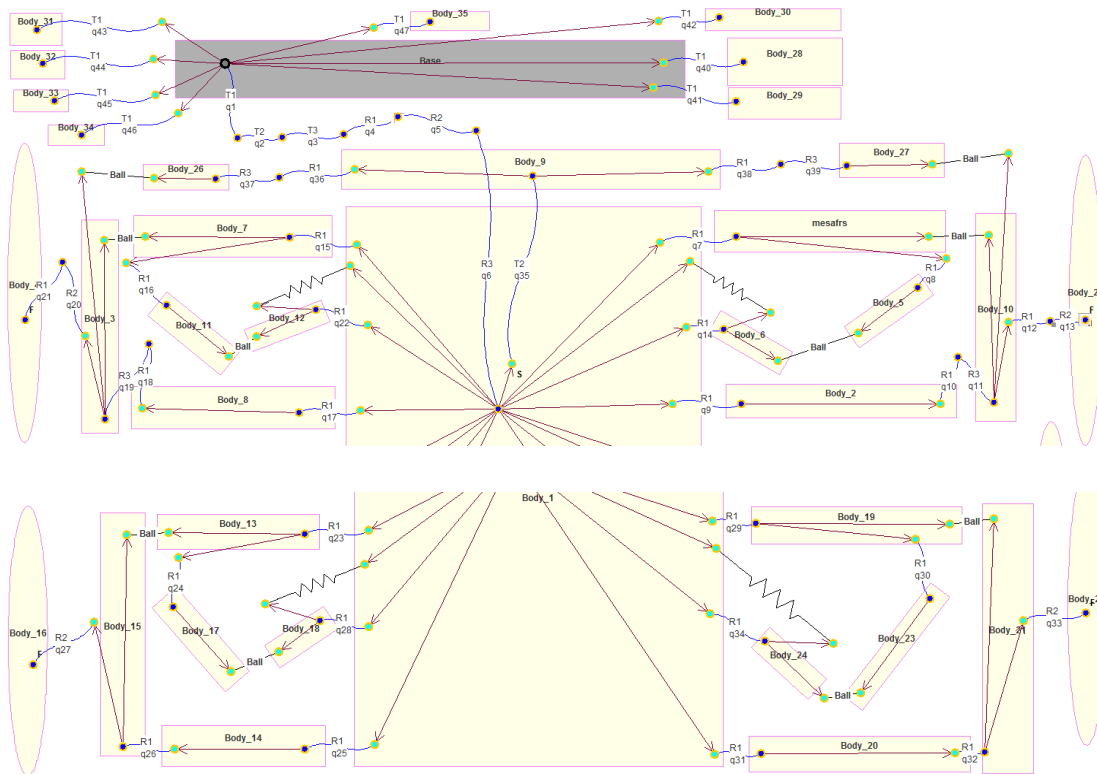 Body_31
T1
q43
T1
q47
Body_35
T1
q42
Body_30
Body_32
T1
q44
Base
T1
q40
Body_28
Body_33
T1
q45
T1
q1
T1
q41
Body_29
Body_34
T1
q46
T2
q2
T3
q3
R1
q4
R2
q5
Ball
Body_26
R3
q37
R1
q36
Body_9
R1
q38
R3
q39
Body_27
Ball
Ball
Body_7
R1
q15
R3
q6
T2
q35
R1
q7
mesafrs
Ball
R1
q21
R2
q20
Body_3
R1
q16
Body_11
Ball
Body_12
R1
q22
R1
q14
Body_6
Ball
Body_5
R1
q8
Body_10
R1
q12
R2
q13
F
R3
q19
R1
q18
Body_8
R1
q17
S
R1
q9
Body_2
R1
q10
R3
q11
Body_1
Body_13
R1
q23
Ball
R1
q24
Body_15
Body_16
F
R2
q27
Body_17
Ball
Body_18
R1
q28
R1
q26
Body_14
R1
q25
R1
q29
Body_19
Ball
R1
q30
R1
q34
Body_24
Ball
Body_23
R2
q33
F
R1
q31
Body_20
R1
q32